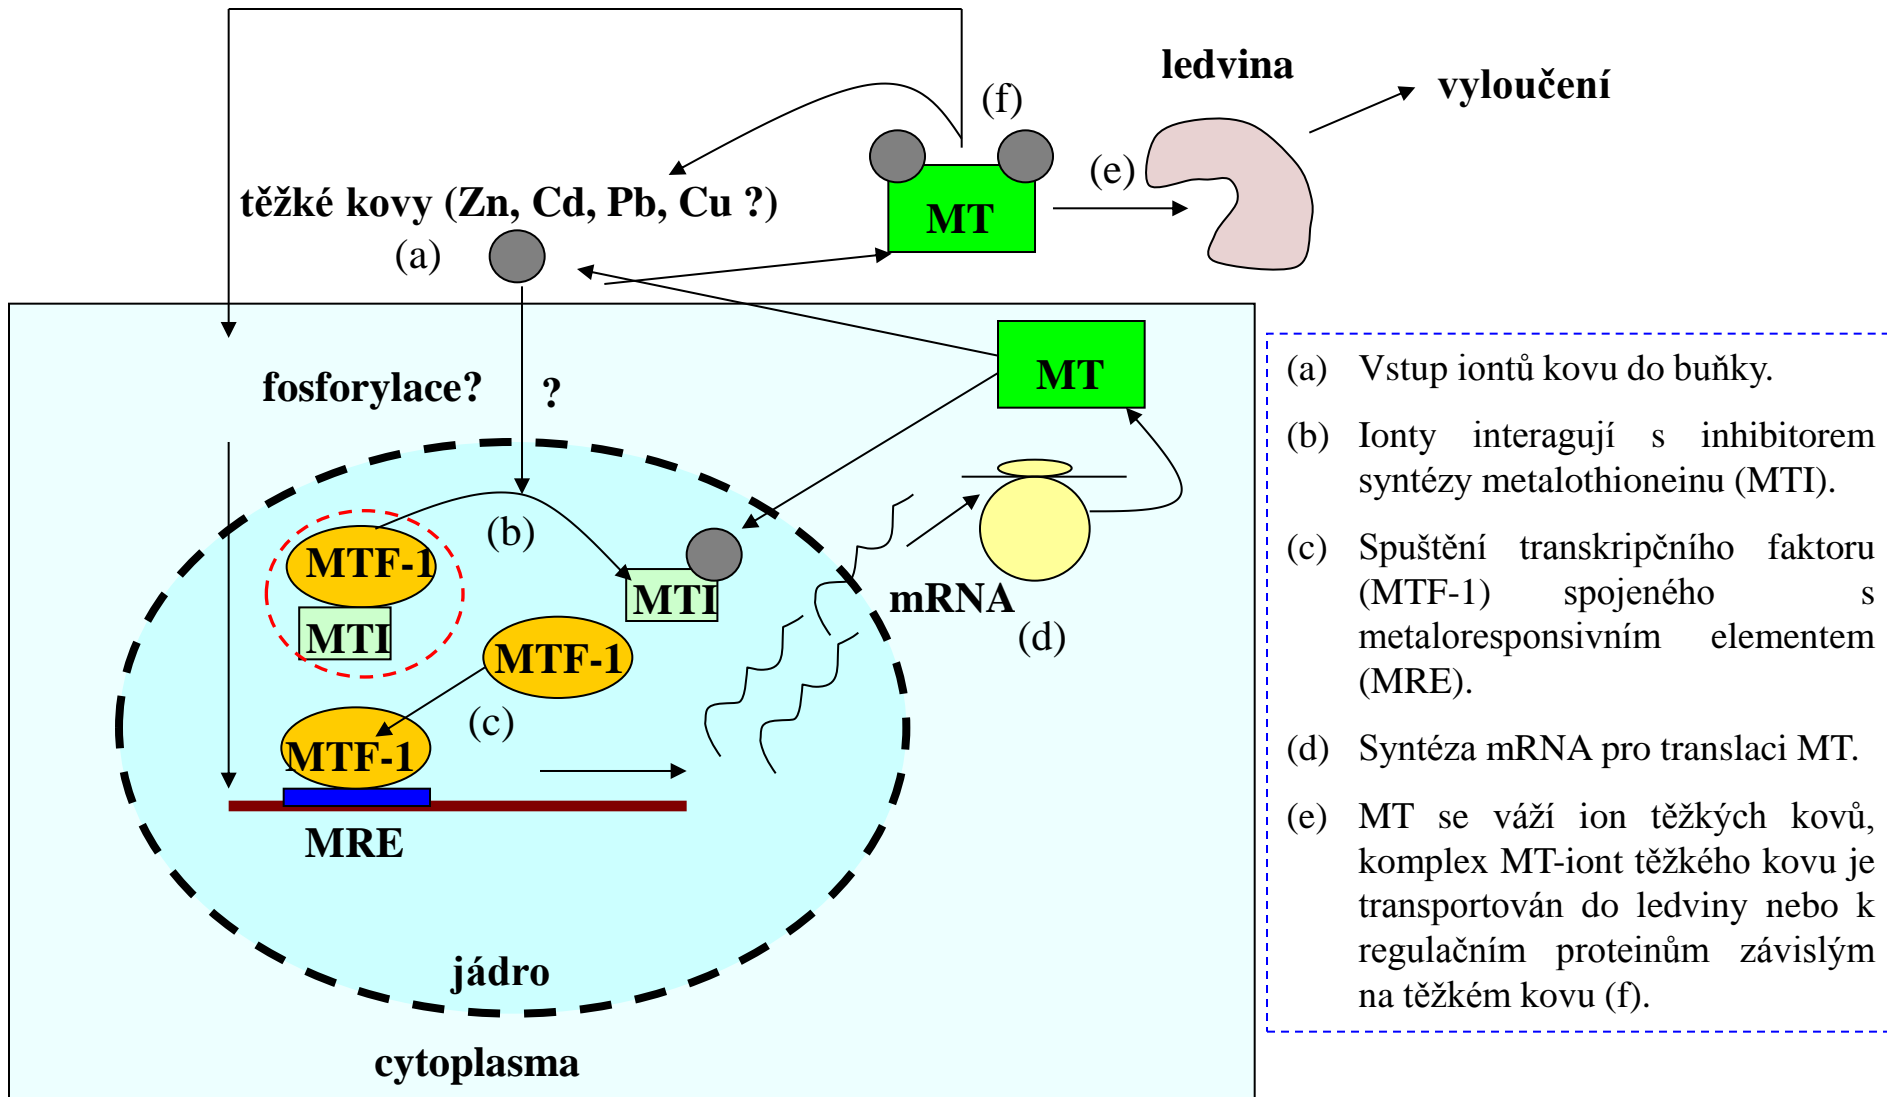 ledvina
vyloučení
(f)
(e)
těžké kovy (Zn, Cd, Pb, Cu ?)
MT
(a)
MT
fosforylace?
?
(b)
MTF-1
MTI
MTI
mRNA
(d)
MTF-1
(c)
MTF-1
MRE
jádro
cytoplasma
(a) Vstup iontů kovu do buňky.
(b) Ionty interagují s inhibitorem
syntézy metalothioneinu (MTI).
(c) Spuštění transkripčního faktoru
(MTF-1) spojeného s
metaloresponsivním elementem
(MRE).
(d) Syntéza mRNA pro translaci MT.
(e) MT se váží ion těžkých kovů,
komplex MT-iont těžkého kovu je
transportován do ledviny nebo k
regulačním proteinům závislým
na těžkém kovu (f).